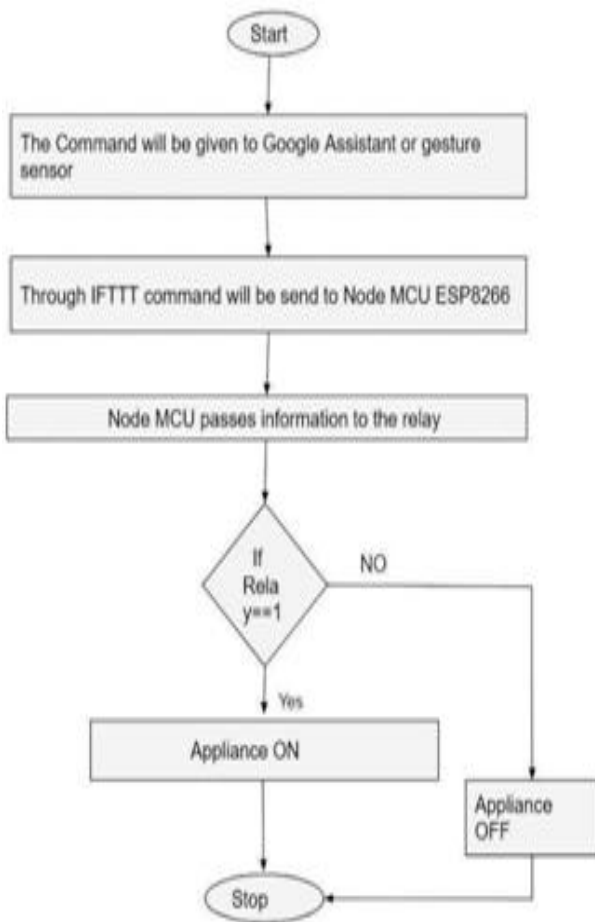 Start
The Command will be given to Google Assistant or gesture
sensor
Through IFTTT command will be send to Node MCU ESP8266
Node MCU passes information to the relay
If
Rela
y==1
NO
Yes
Appliance ON
Appliance
OFF
Stop